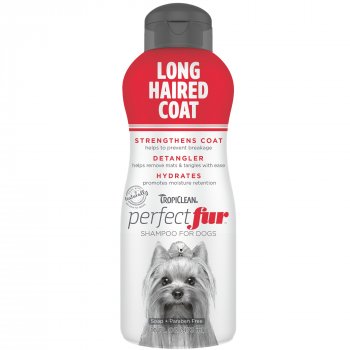 LONG
HAIRED
COAT
STRENGTHENS COAT
helps to prevent breakage
DETANGLER
helps remove mats & tangles with ease
HYDRATES
promotes moisture retention
TROPICLEAN
perfect fur™
SHAMPOO FOR DOGS
Soap + Paraben Free